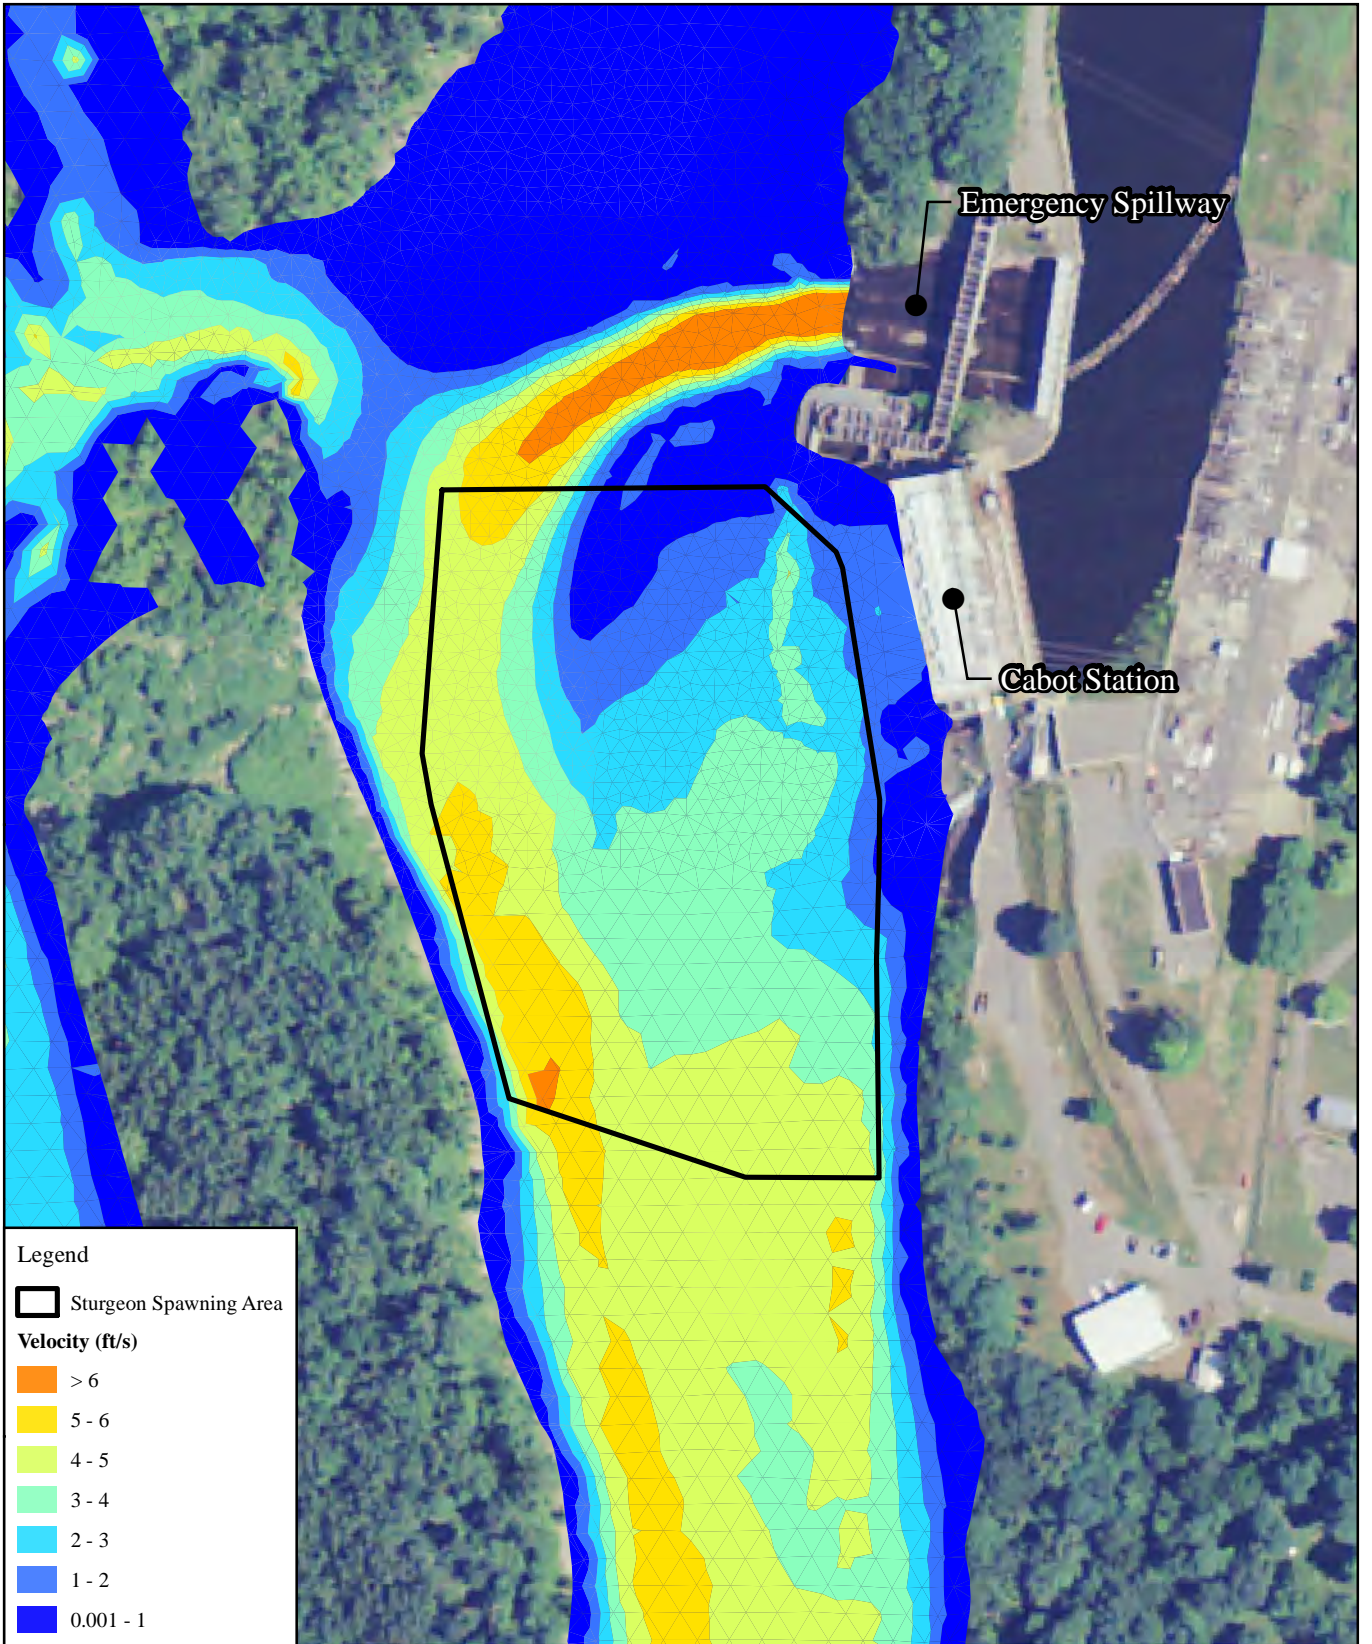 Emergency Spillway
Cabot Station
Legend
Sturgeon Spawning Area
Velocity (ft/s)
> 6
5 - 6
4 - 5
3 - 4
2 - 3
1 - 2
0.001 - 1